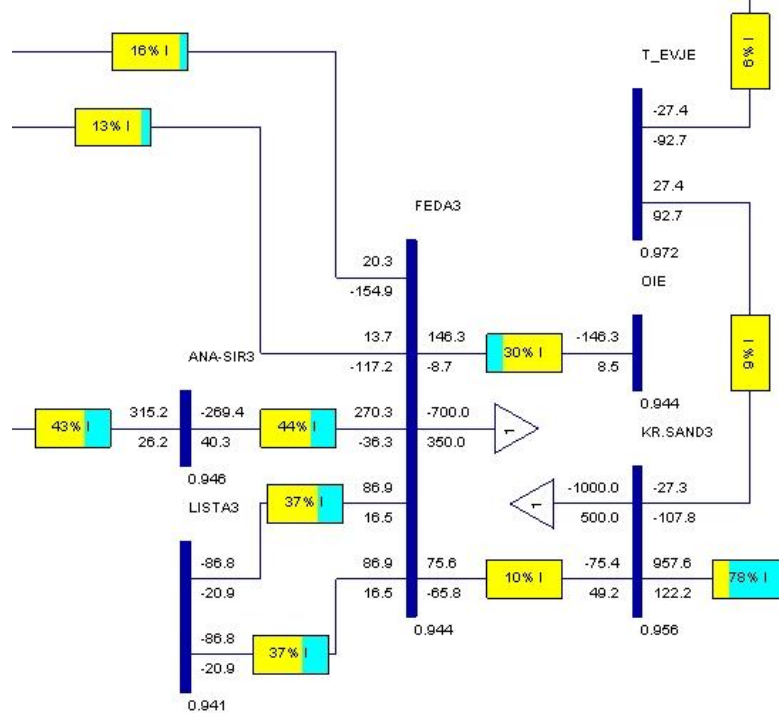 16% I
9% I
T_EVJE
-27.4
-92.7
13% I
27.4
92.7
FEDA3
0.972
OIE
20.3
-154.9
ANA-SIR3
13.7
-117.2
146.3
-8.7
30% I
-146.3
8.5
9% I
0.944
KR.SAND3
43% I
315.2
26.2
-269.4
40.3
44% I
270.3
-36.3
-700.0
350.0
1
0.946
LISTA3
37% I
86.9
16.5
1
-1000.0
500.0
-27.3
-107.8
-86.8
-20.9
86.9
16.5
75.6
-65.8
10% I
-75.4
49.2
957.6
122.2
78% I
-86.8
-20.9
37% I
0.944
0.956
0.941